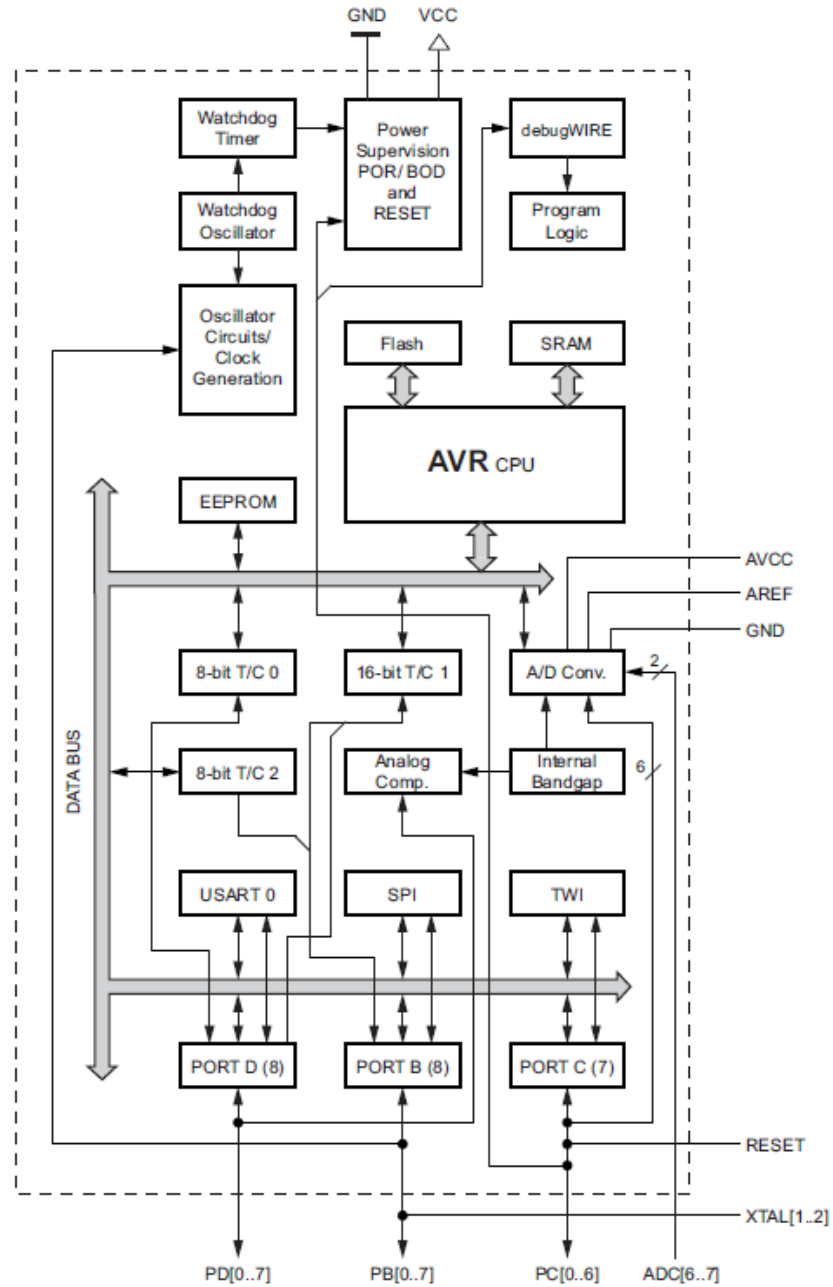 GND
VCC
Watchdog
Timer
Power
Supervision
POR/ BOD
and
RESET
debugWIRE
Watchdog
Oscillator
Program
Logic
Oscillator
Circuits/
Clock
Generation
Flash
SRAM
AVR CPU
EEPROM
AVCC
AREF
GND
8-bit T/C 0
16-bit T/C 1
A/D Conv.
2
DATA BUS
8-bit T/C 2
Analog
Comp.
Internal
Bandgap
6
USART 0
SPI
TWI
PORT D (8)
PORT B (8)
PORT C (7)
RESET
XTAL[1..2]
PD[0..7]
PB[0..7]
PC[0..6]
ADC[6..7]